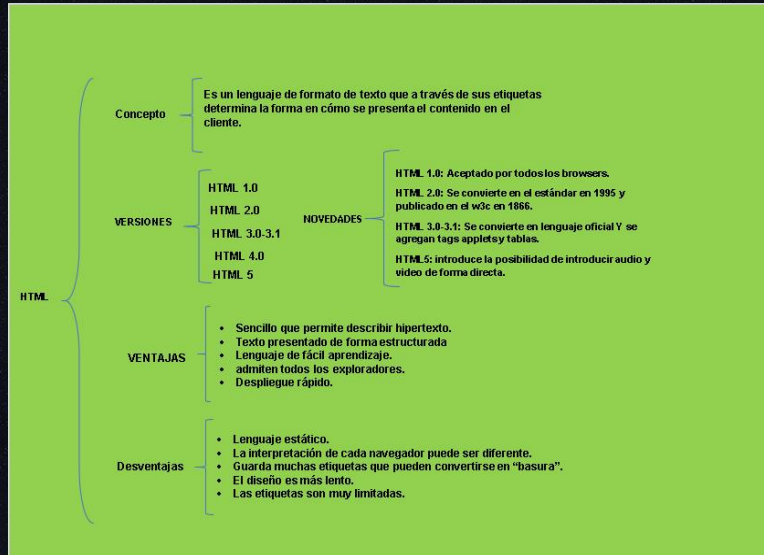 HTML
Concepto
Es un lenguaje de formato de texto que a través de sus etiquetas
determina la forma en cómo se presenta el contenido en el
cliente.
VERSIONES
HTML 1.0
HTML 2.0
HTML 3.0-3.1
HTML 4.0
HTML 5
NOVEDADES
HTML 1.0: Aceptado por todos los browsers.
HTML 2.0: Se convierte en el estándar en 1995 y
publicado en el w3c en 1866.
HTML 3.0-3.1: Se convierte en lenguaje oficial Y se
agregan tags applets y tablas.
HTML5: introduce la posibilidad de introducir audio y
video de forma directa.
VENTAJAS
• Sencillo que permite describir hipertexto.
• Texto presentado de forma estructurada
• Lenguaje de fácil aprendizaje.
• admiten todos los exploradores.
• Despliegue rápido.
Desventajas
• Lenguaje estático.
• La interpretación de cada navegador puede ser diferente.
• Guarda muchas etiquetas que pueden convertirse en “basura”.
• El diseño es más lento.
• Las etiquetas son muy limitadas.